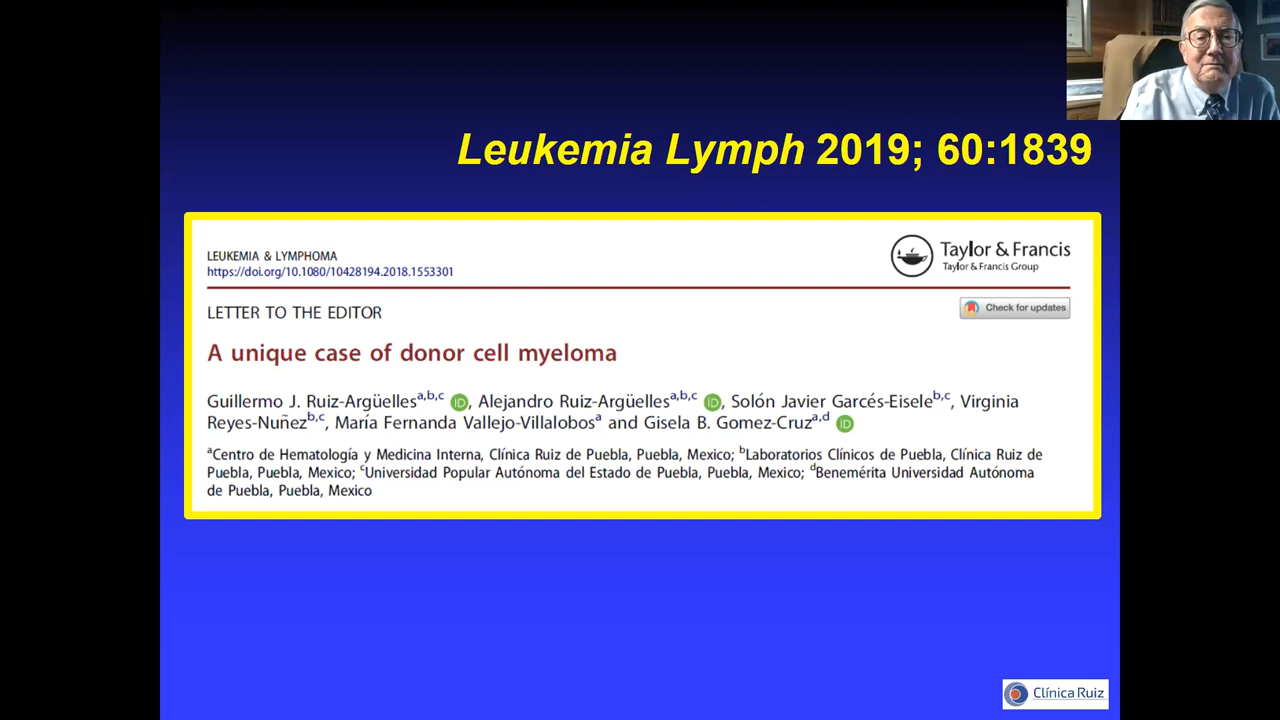 Leukemia Lymph 2019; 60:1839
LEUKEMIA & LYMPHOMA
https://doi.org/10.1080/10428194.2018.1553301
Taylor & Francis
Taylor & Francis Group
LETTER TO THE EDITOR
Check for updates
A unique case of donor cell myeloma
Guillermo J. Ruiz-Argüelles^a,b,c iD, Alejandro Ruiz-Argüelles^a,b,c iD, Solón Javier Garcés-Eisele^b,c, Virginia
Reyes-Nuñez^b,c, María Fernanda Vallejo-Villalobos^a and Gisela B. Gomez-Cruz^a,d iD
^aCentro de Hematología y Medicina Interna, Clínica Ruiz de Puebla, Puebla, Mexico; ^bLaboratorios Clínicos de Puebla, Clínica Ruiz de
Puebla, Puebla, Mexico; ^cUniversidad Popular Autónoma del Estado de Puebla, Puebla, Mexico; ^dBenemérita Universidad Autónoma
de Puebla, Puebla, Mexico
Clínica Ruiz